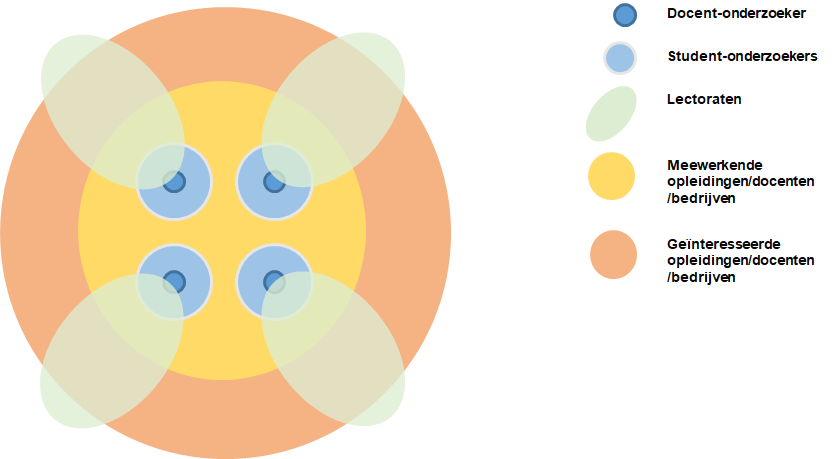 Docent-onderzoeker
Student-onderzoekers
Lectoraten
Meewerkende
opleidingen/docenten
/bedrijven
Geïnteresseerde
opleidingen/docenten
/bedrijven